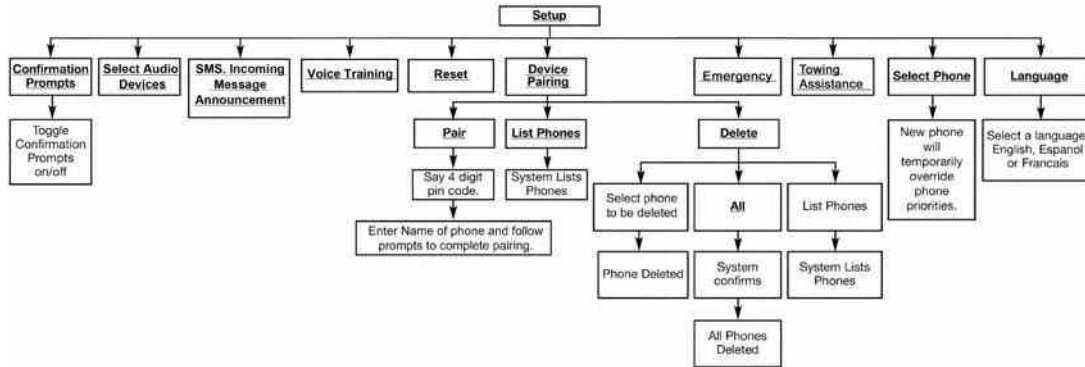 Setup
Confirmation
Prompts
Select Audio
Devices
SMS. Incoming
Message
Announcement
Voice Training
Reset
Device
Pairing
Emergency
Towing
Assistance
Select Phone
Language
Toggle
Confirmation
Prompts
on/off
Pair
List Phones
Delete
New phone
will
temporarily
override
phone
priorities.
Select a language
English, Espanol
or Francais
Say 4 digit
pin code.
System Lists
Phones
Enter Name of phone and follow
prompts to complete pairing.
Select phone
to be deleted
All
List Phones
Phone Deleted
System
confirms
System Lists
Phones
All Phones
Deleted